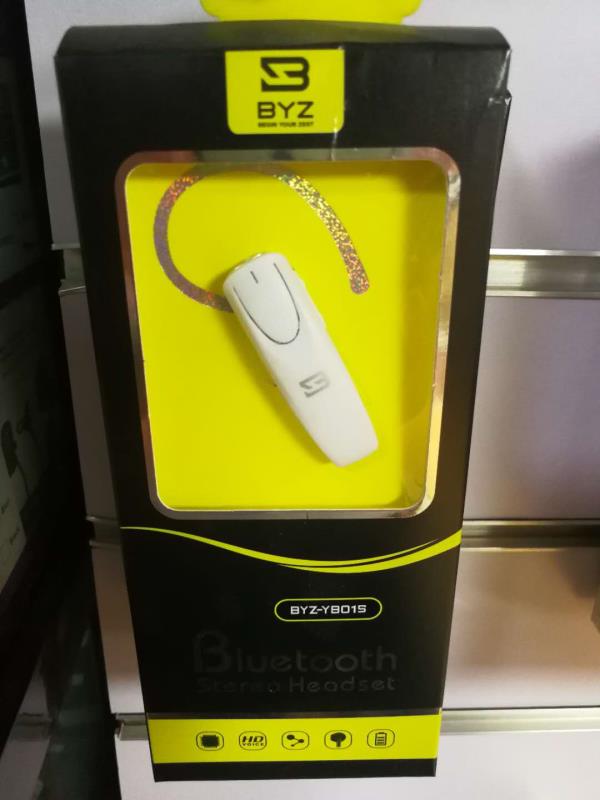 BYZ
BEGIN YOUR ZEST
BYZ-YB01S
Bluetooth
Stereo Headset
HD
VOICE